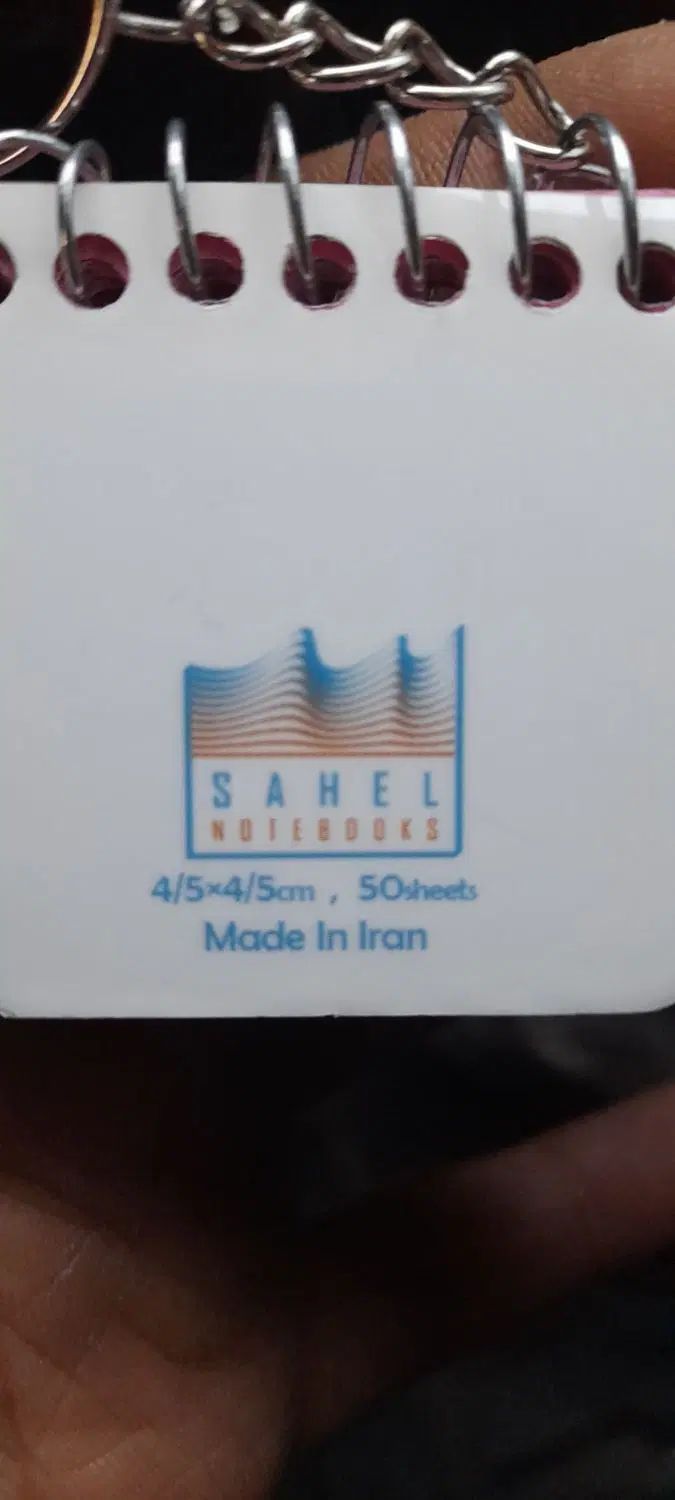 SAHEL
NOTEBOOKS
4/5×4/5cm , 50sheets
Made In Iran